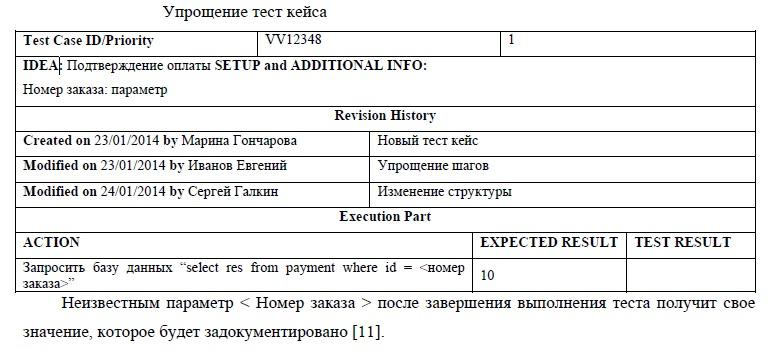 Упрощение тест кейса
Test Case ID/Priority VV12348 1
IDEA: Подтверждение оплаты SETUP and ADDITIONAL INFO:
Номер заказа: параметр
Revision History
Created on 23/01/2014 by Марина Гончарова Новый тест кейс
Modified on 23/01/2014 by Иванов Евгений Упрощение шагов
Modified on 24/01/2014 by Сергей Галкин Изменение структуры
Execution Part
ACTION EXPECTED RESULT TEST RESULT
Запросить базу данных “select res from payment where id = <номер
заказа>” 10
Неизвестным параметр < Номер заказа > после завершения выполнения теста получит свое
значение, которое будет задокументировано [11].